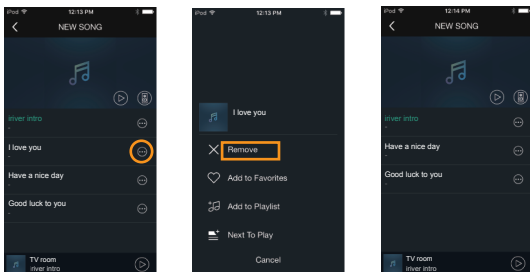 iPod 12:13 PM
NEW SONG
iriver intro
-
I love you
-
Have a nice day
-
Good luck to you
-
TV room
iriver intro
iPod 12:13 PM
I love you
Remove
Add to Favorites
Add to Playlist
Next To Play
Cancel
iPod 12:14 PM
NEW SONG
iriver intro
-
Have a nice day
-
Good luck to you
-
TV room
iriver intro